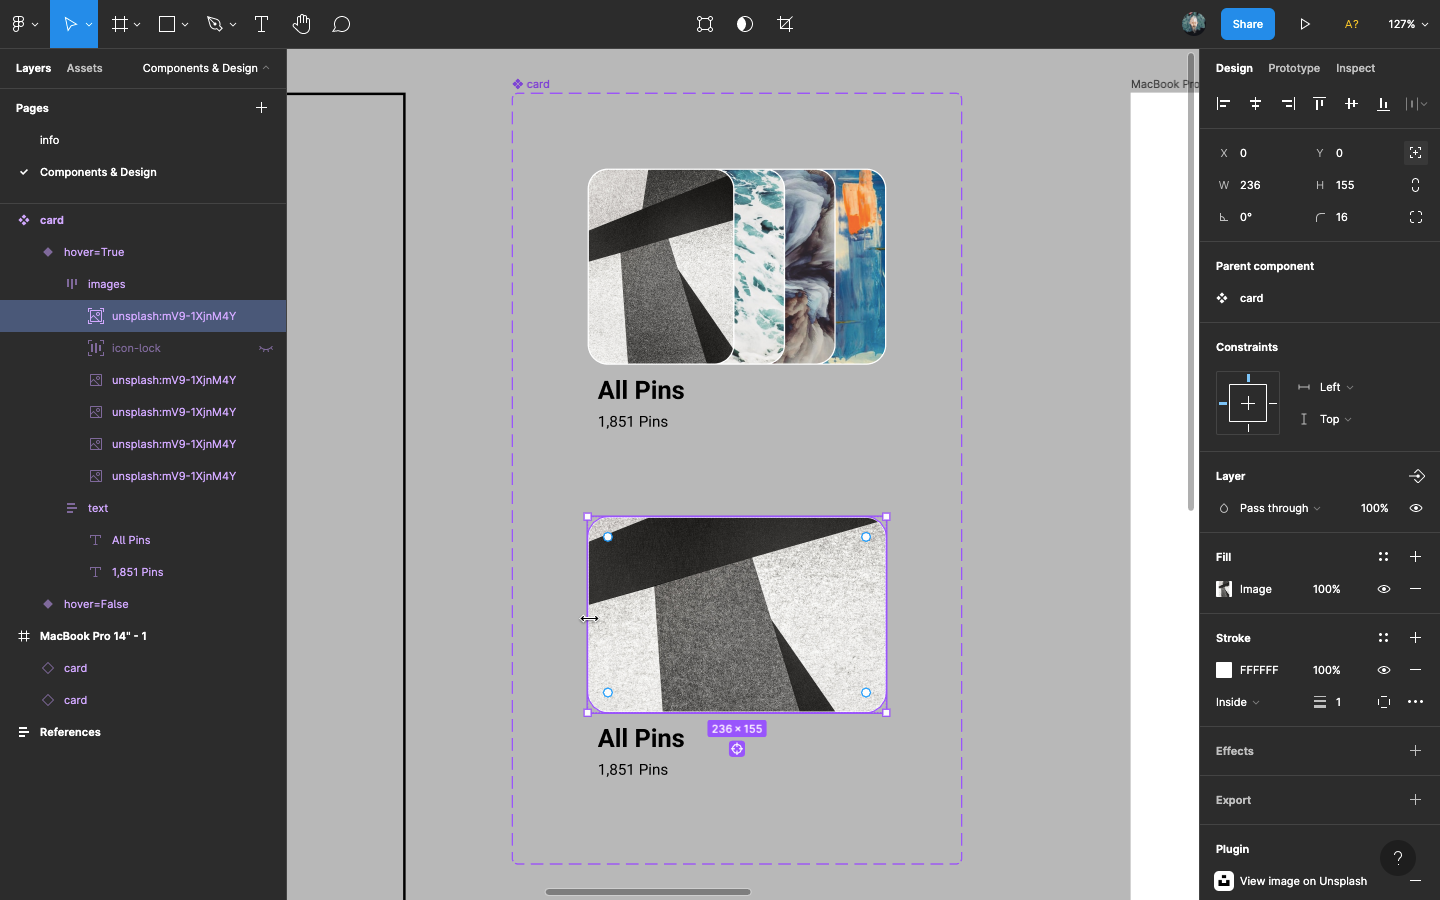 Share
A?
127%
Layers
Assets
Components & Design
Pages
info
Components & Design
card
hover=True
images
unsplash:mV9-1XjnM4Y
icon-lock
unsplash:mV9-1XjnM4Y
unsplash:mV9-1XjnM4Y
unsplash:mV9-1XjnM4Y
unsplash:mV9-1XjnM4Y
text
All Pins
1,851 Pins
hover=False
MacBook Pro 14" - 1
card
card
References
card
MacBook Pro
All Pins
1,851 Pins
All Pins
236 × 155
1,851 Pins
Design
Prototype
Inspect
X 0 Y 0
W 236 H 155
0° 16
Parent component
card
Constraints
Left
Top
Layer
Pass through 100%
Fill
Image 100%
Stroke
FFFFFF 100%
Inside 1
Effects
Export
Plugin
?
View image on Unsplash